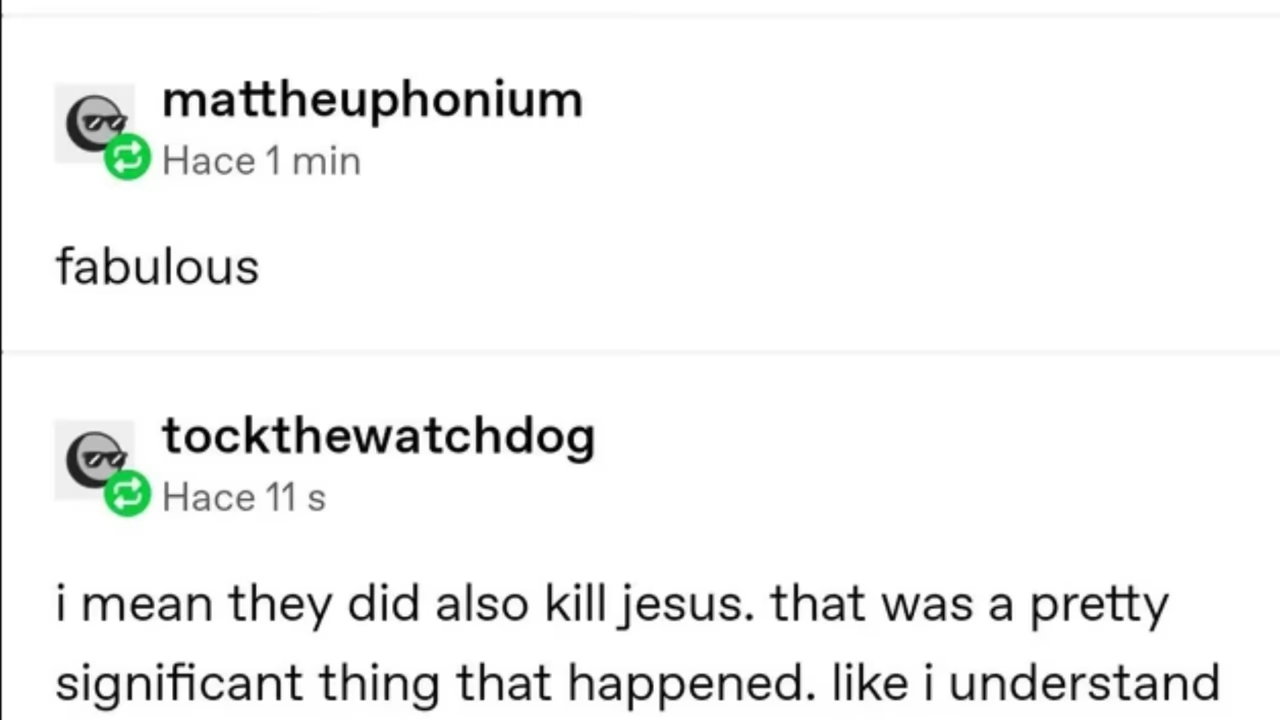 mattheuphonium
Hace 1 min
fabulous
tockthewatchdog
Hace 11 s
i mean they did also kill jesus. that was a pretty
significant thing that happened. like i understand